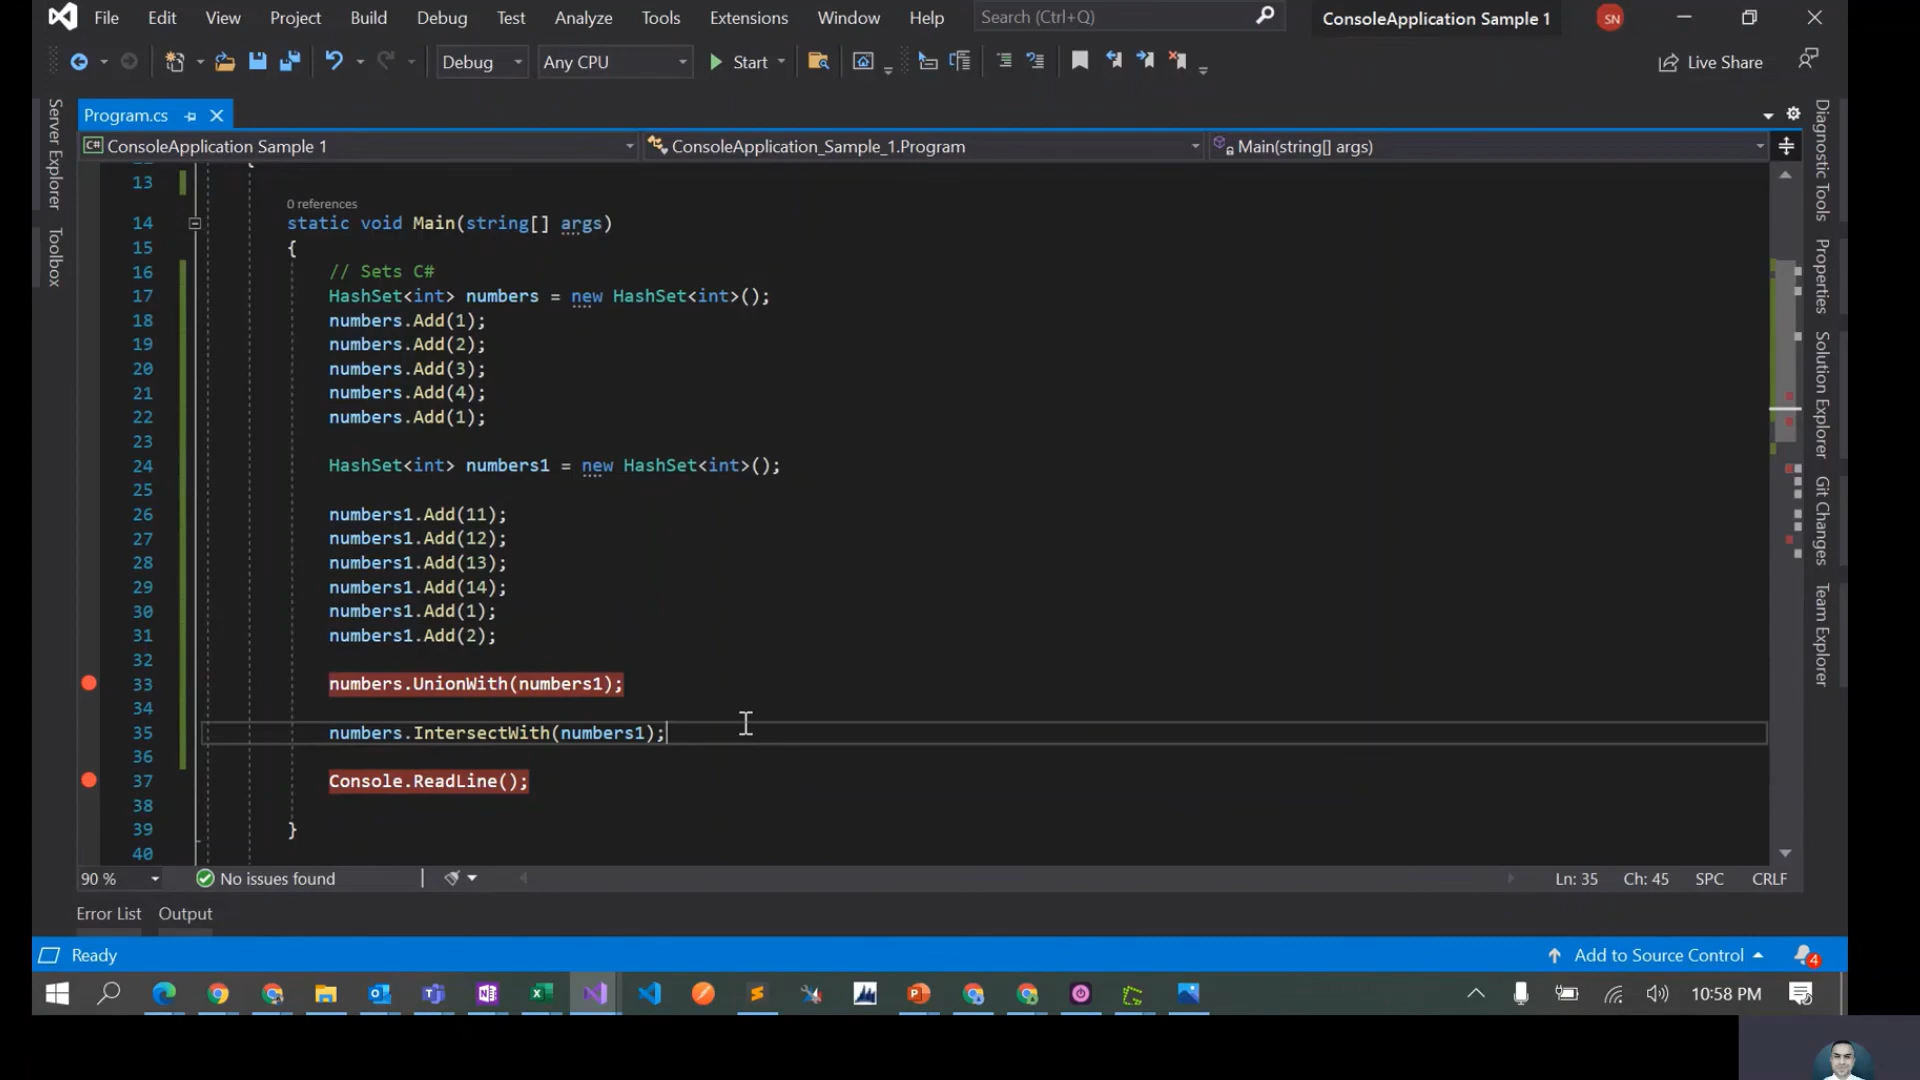 File Edit View Project Build Debug Test Analyze Tools Extensions Window Help Search (Ctrl+Q) ConsoleApplication Sample 1 SN
Debug Any CPU Start Live Share
Program.cs
ConsoleApplication Sample 1 ConsoleApplication_Sample_1.Program Main(string[] args)
Server Explorer
Toolbox
13
0 references
14 static void Main(string[] args)
15 {
16 // Sets C#
17 HashSet<int> numbers = new HashSet<int>();
18 numbers.Add(1);
19 numbers.Add(2);
20 numbers.Add(3);
21 numbers.Add(4);
22 numbers.Add(1);
23
24 HashSet<int> numbers1 = new HashSet<int>();
25
26 numbers1.Add(11);
27 numbers1.Add(12);
28 numbers1.Add(13);
29 numbers1.Add(14);
30 numbers1.Add(1);
31 numbers1.Add(2);
32
33 numbers.UnionWith(numbers1);
34
35 numbers.IntersectWith(numbers1);
36
37 Console.ReadLine();
38
39 }
40
Diagnostic Tools
Properties
Solution Explorer
Git Changes
Team Explorer
90 % No issues found Ln: 35 Ch: 45 SPC CRLF
Error List Output
Ready Add to Source Control 4
10:58 PM